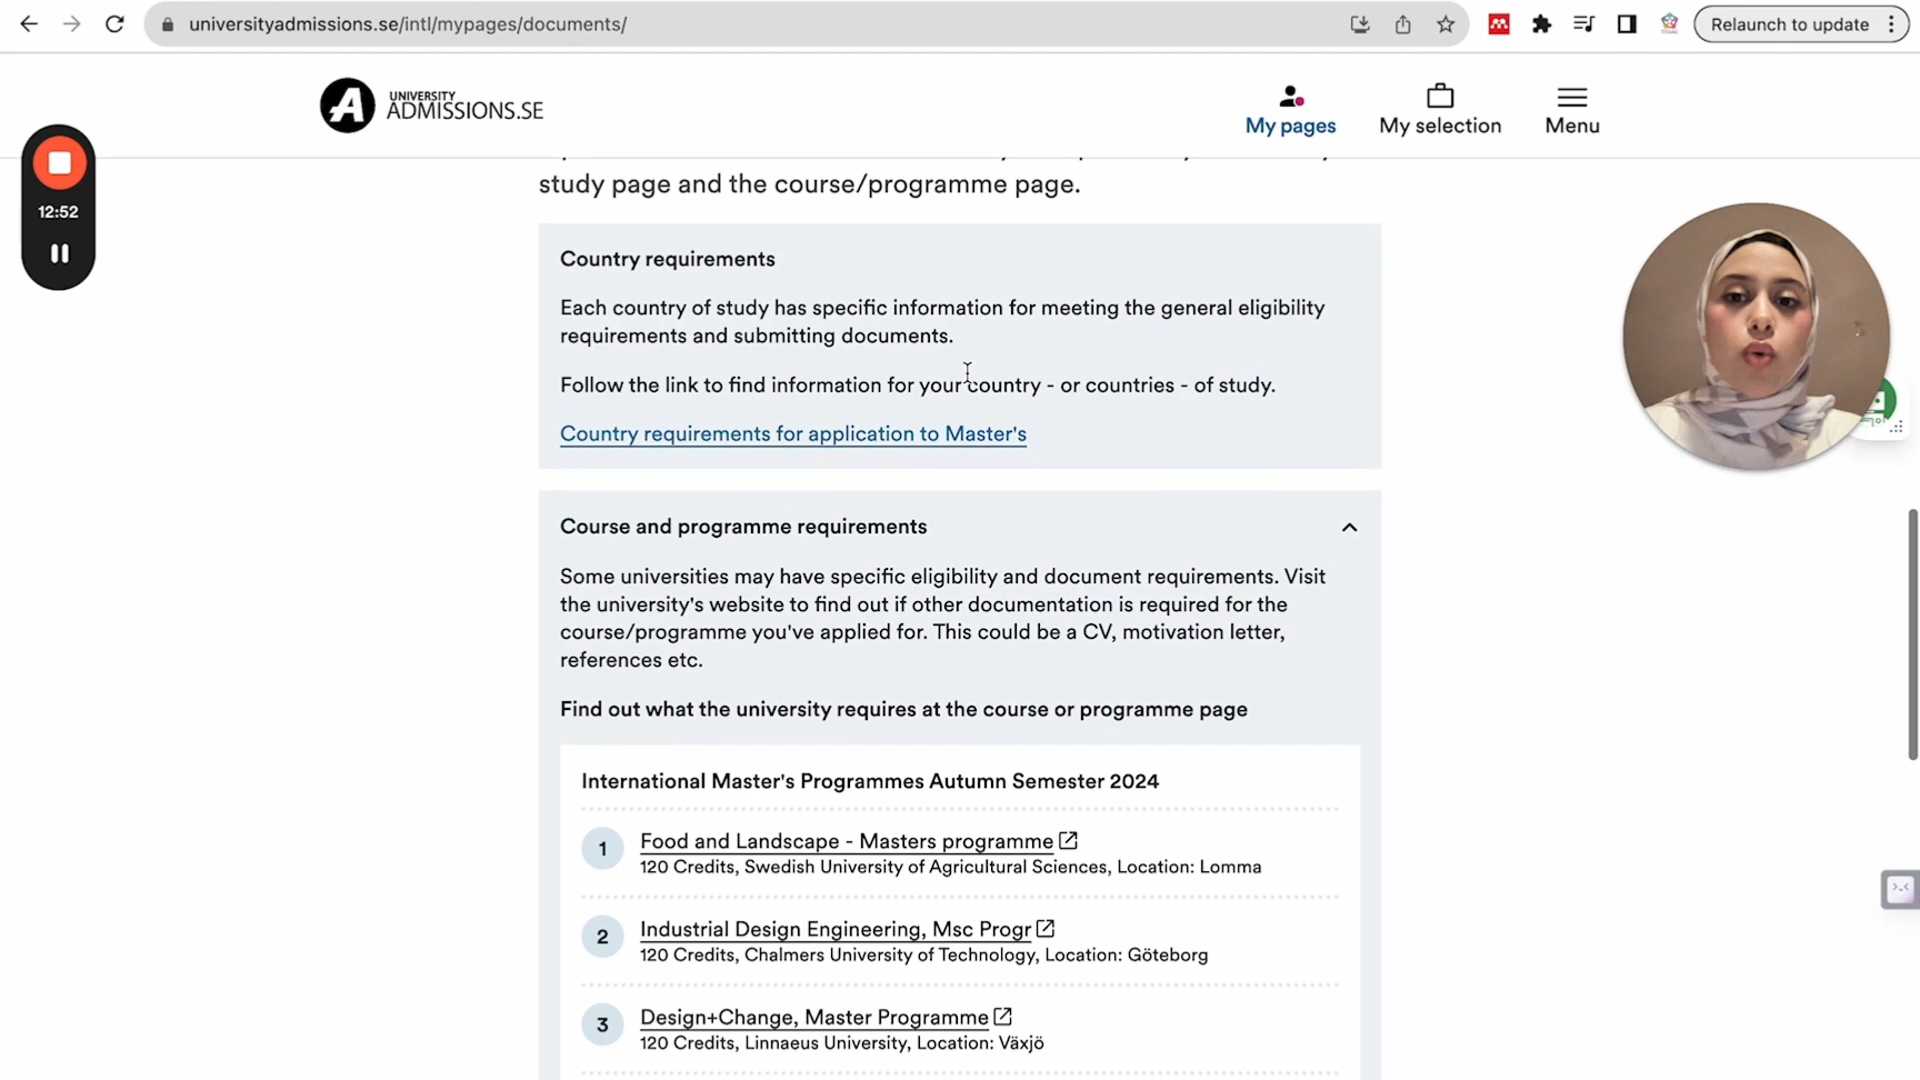 universityadmissions.se/intl/mypages/documents/
Relaunch to update
UNIVERSITY
ADMISSIONS.SE
My pages
My selection
Menu
12:52
study page and the course/programme page.
Country requirements
Each country of study has specific information for meeting the general eligibility
requirements and submitting documents.
Follow the link to find information for your country - or countries - of study.
Country requirements for application to Master's
Course and programme requirements
Some universities may have specific eligibility and document requirements. Visit
the university's website to find out if other documentation is required for the
course/programme you've applied for. This could be a CV, motivation letter,
references etc.
Find out what the university requires at the course or programme page
International Master's Programmes Autumn Semester 2024
1
Food and Landscape - Masters programme
120 Credits, Swedish University of Agricultural Sciences, Location: Lomma
2
Industrial Design Engineering, Msc Progr
120 Credits, Chalmers University of Technology, Location: Göteborg
3
Design+Change, Master Programme
120 Credits, Linnaeus University, Location: Växjö